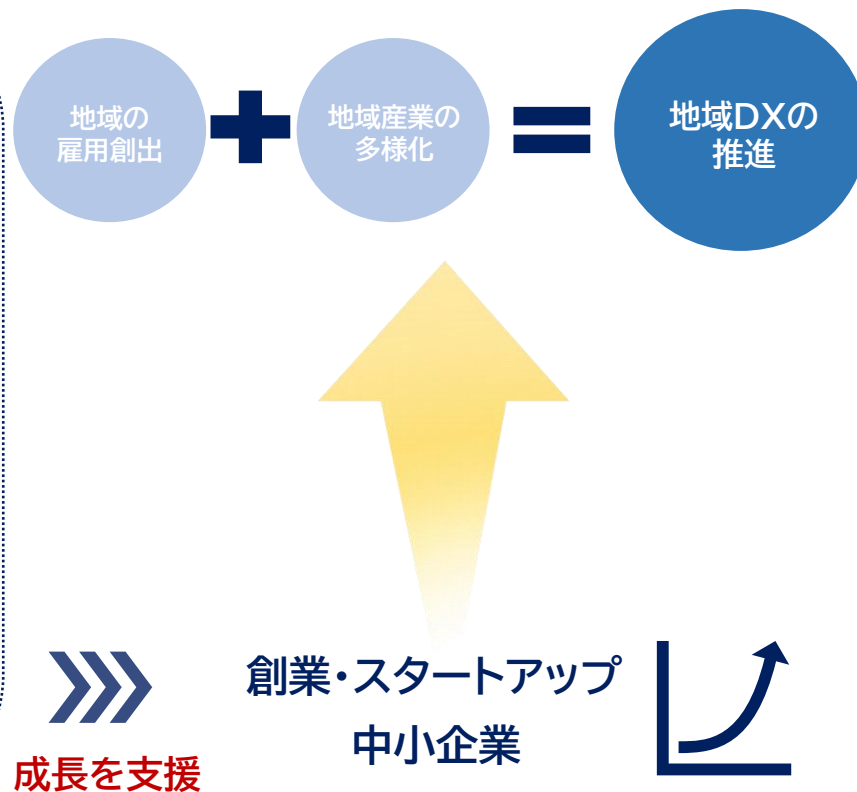 地域の
雇用創出
地域産業の
多様化
地域DXの
推進
創業・スタートアップ
中小企業
成長を支援